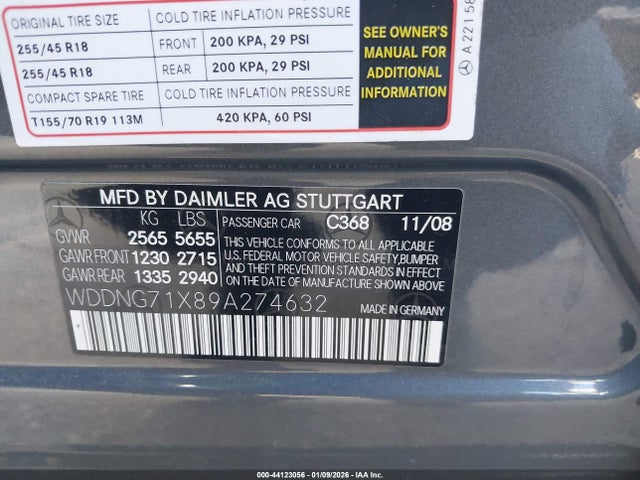 ORIGINAL TIRE SIZE COLD TIRE INFLATION PRESSURE
255/45 R18 FRONT 200 KPA, 29 PSI
255/45 R18 REAR 200 KPA, 29 PSI
COMPACT SPARE TIRE COLD TIRE INFLATION PRESSURE
T155/70 R19 113M 420 KPA, 60 PSI
SEE OWNER'S
MANUAL FOR
ADDITIONAL
INFORMATION
A 221 58
MFD BY DAIMLER AG STUTTGART
KG LBS PASSENGER CAR C368 11/08
GVWR 2565 5655
GAWR FRONT 1230 2715
GAWR REAR 1335 2940
THIS VEHICLE CONFORMS TO ALL APPLICABLE
U.S. FEDERAL MOTOR VEHICLE SAFETY,BUMPER
AND THEFT PREVENTION STANDARDS IN EFFECT
ON THE DATE OF MANUFACTURE SHOWN ABOVE
WDDNG71X89A274632
MADE IN GERMANY
000-44123056 - 01/09/2026 - IAA, Inc.